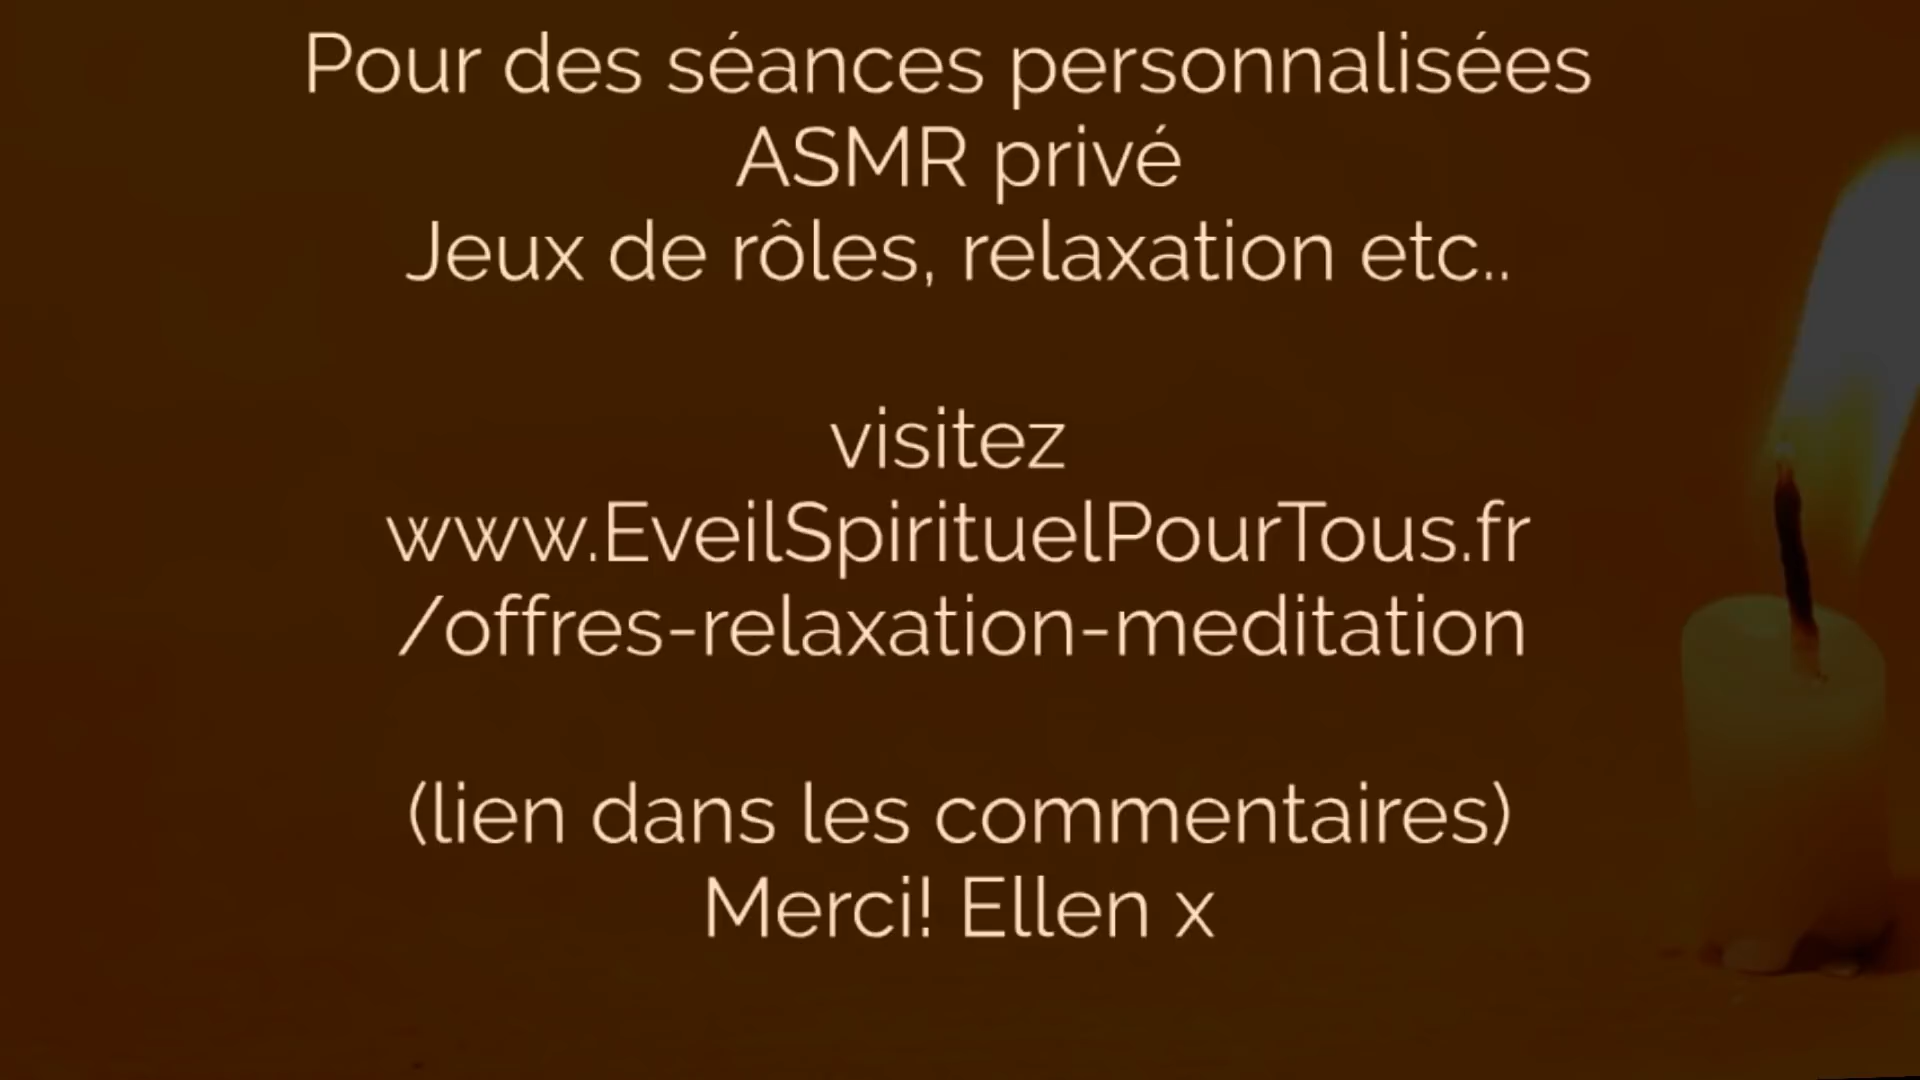 Pour des séances personnalisées
ASMR privé
Jeux de rôles, relaxation etc..
visitez
www.EveilSpirituelPourTous.fr
/offres-relaxation-meditation
(lien dans les commentaires)
Merci! Ellen x